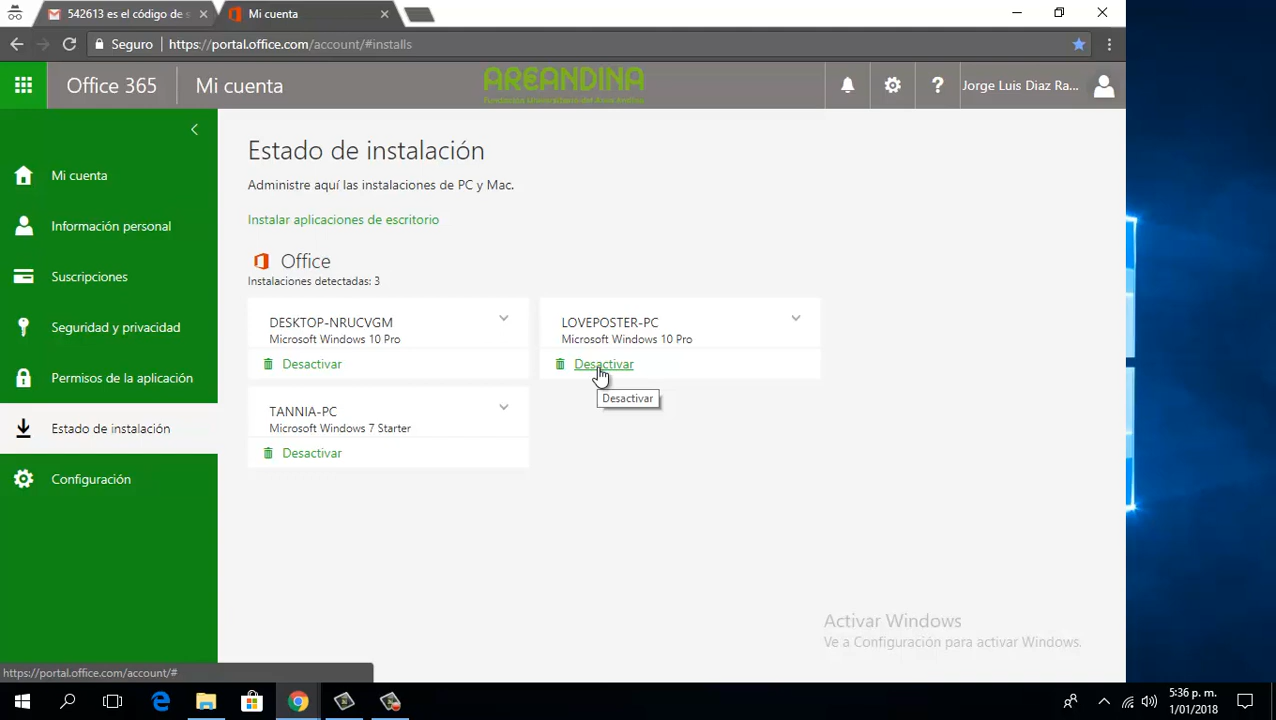 542613 es el código de s
Mi cuenta
Seguro
https://portal.office.com/account/#installs
Office 365
Mi cuenta
AREANDINA
Jorge Luis Diaz Ra...
Mi cuenta
Información personal
Suscripciones
Seguridad y privacidad
Permisos de la aplicación
Estado de instalación
Configuración
Estado de instalación
Administre aquí las instalaciones de PC y Mac.
Instalar aplicaciones de escritorio
Office
Instalaciones detectadas: 3
DESKTOP-NRUCVGM
Microsoft Windows 10 Pro
Desactivar
LOVEPOSTER-PC
Microsoft Windows 10 Pro
Desactivar
Desactivar
TANNIA-PC
Microsoft Windows 7 Starter
Desactivar
Activar Windows
Ve a Configuración para activar Windows.
https://portal.office.com/account/#
5:36 p. m.
1/01/2018